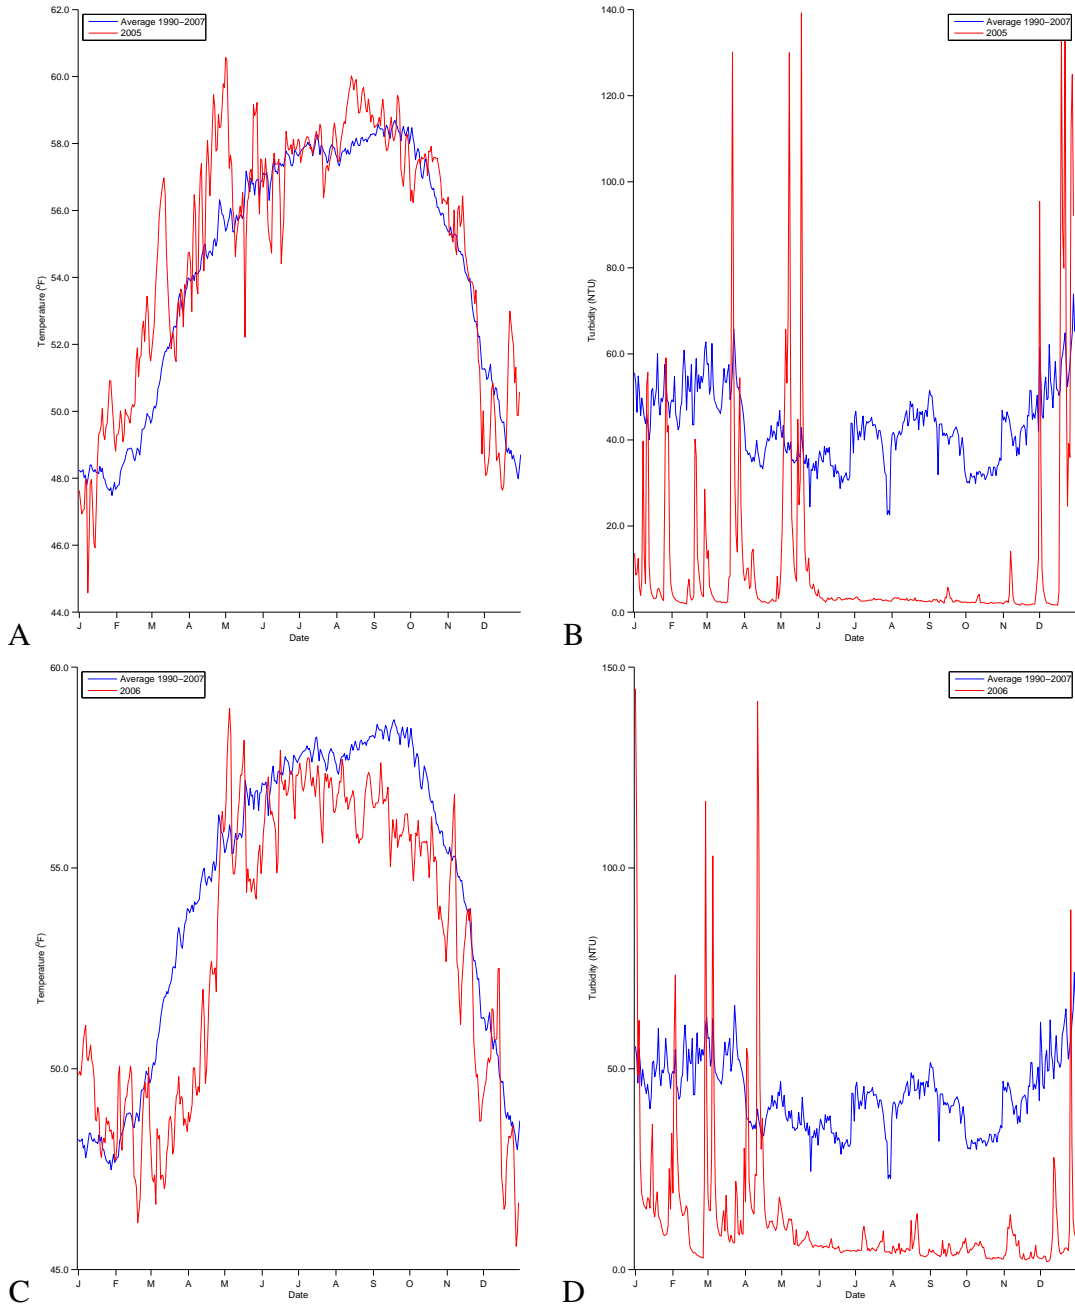 Average 1990–2007
2005
62.0
60.0
58.0
56.0
54.0
52.0
50.0
48.0
46.0
44.0
Temperature (°F)
J F M A M J J A S O N D
Date
A
Average 1990–2007
2005
140.0
120.0
100.0
80.0
60.0
40.0
20.0
0.0
Turbidity (NTU)
J F M A M J J A S O N D
Date
B
Average 1990–2007
2006
60.0
55.0
50.0
45.0
Temperature (°F)
J F M A M J J A S O N D
Date
C
Average 1990–2007
2006
150.0
100.0
50.0
0.0
Turbidity (NTU)
J F M A M J J A S O N D
Date
D